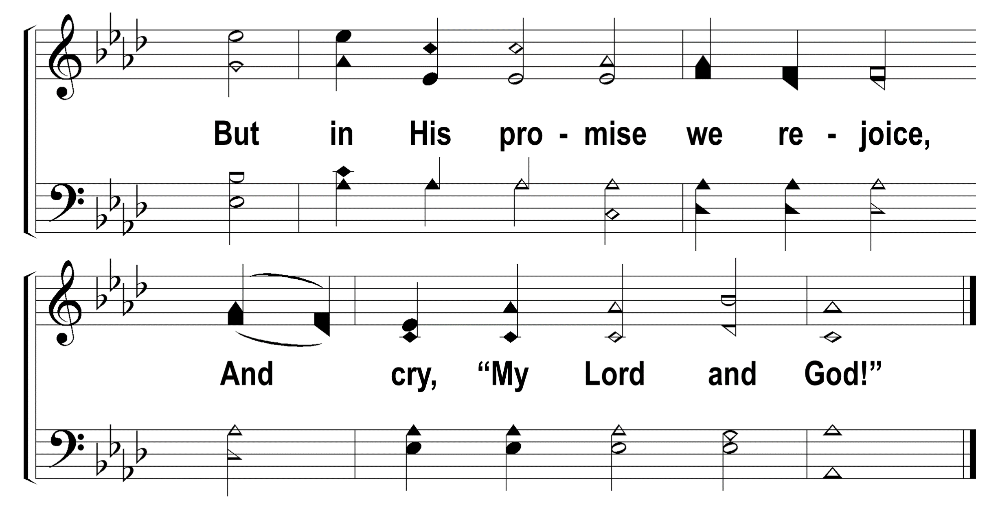 But in His pro - mise we re - joice,
And cry, “My Lord and God!”